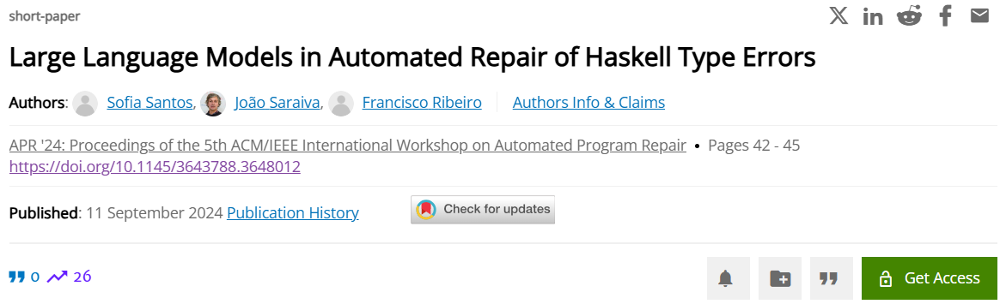 short-paper
Large Language Models in Automated Repair of Haskell Type Errors
Authors: Sofia Santos, João Saraiva, Francisco Ribeiro Authors Info & Claims
APR '24: Proceedings of the 5th ACM/IEEE International Workshop on Automated Program Repair • Pages 42 - 45
https://doi.org/10.1145/3643788.3648012
Published: 11 September 2024 Publication History Check for updates
0 26 Get Access